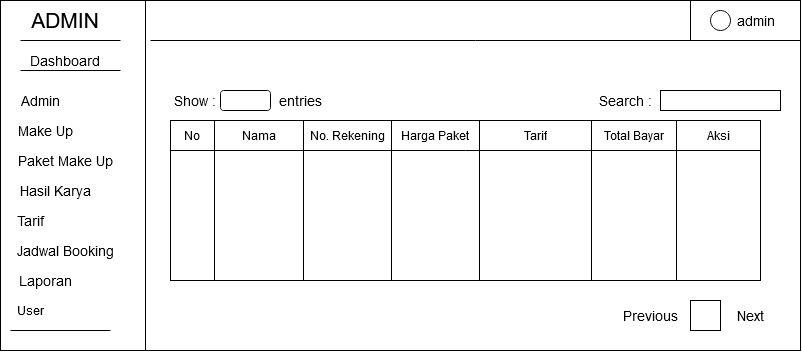 ADMIN
admin
Dashboard
Admin
Make Up
Paket Make Up
Hasil Karya
Tarif
Jadwal Booking
Laporan
User
Show : entries
Search :
No Nama No. Rekening Harga Paket Tarif Total Bayar Aksi
Previous Next